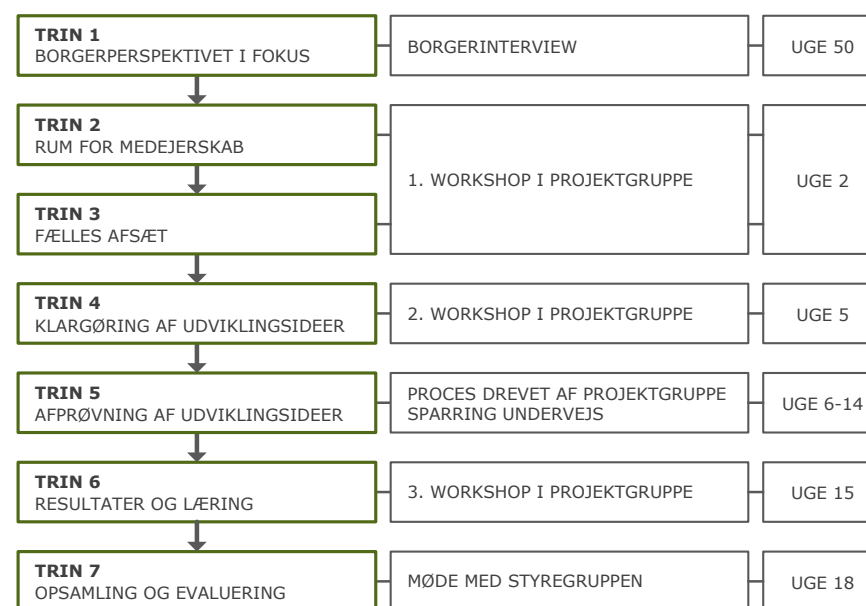 TRIN 1
BORGERPERSPEKTIVET I FOKUS
BORGERINTERVIEW
UGE 50
TRIN 2
RUM FOR MEDEJERSKAB
1. WORKSHOP I PROJEKTGRUPPE
UGE 2
TRIN 3
FÆLLES AFSÆT
TRIN 4
KLARGØRING AF UDVIKLINGSIDEER
2. WORKSHOP I PROJEKTGRUPPE
UGE 5
TRIN 5
AFPRØVNING AF UDVIKLINGSIDEER
PROCES DREVET AF PROJEKTGRUPPE
SPARRING UNDERVEJS
UGE 6-14
TRIN 6
RESULTATER OG LÆRING
3. WORKSHOP I PROJEKTGRUPPE
UGE 15
TRIN 7
OPSAMLING OG EVALUERING
MØDE MED STYREGRUPPEN
UGE 18